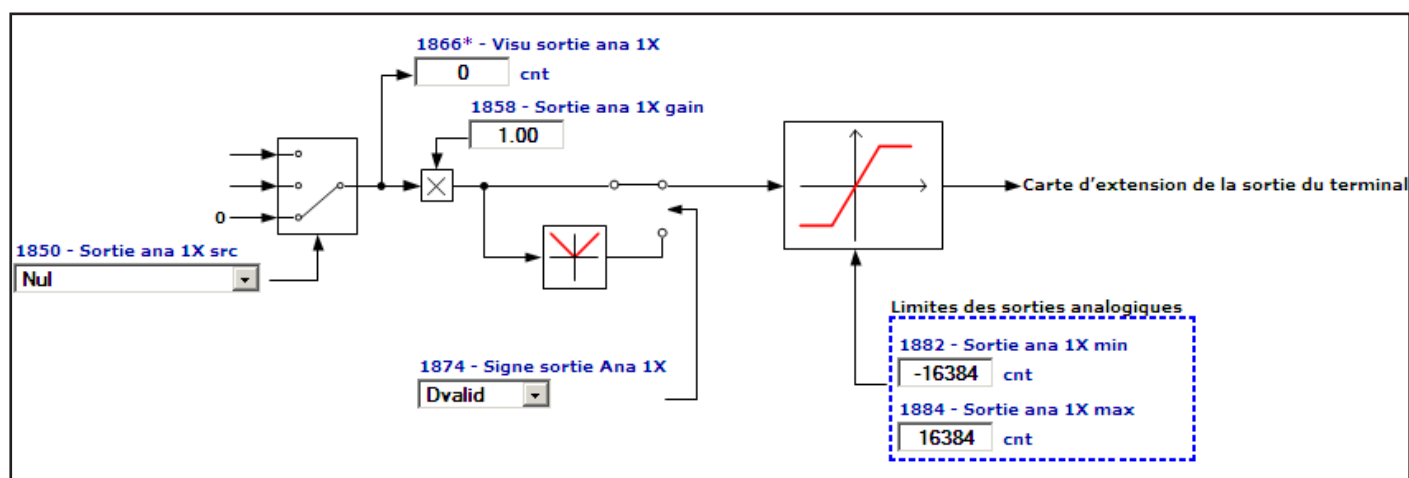 1866* - Visu sortie ana 1X
0 cnt
1858 - Sortie ana 1X gain
1.00
0
Carte d'extension de la sortie du terminal
1850 - Sortie ana 1X src
Nul
Limites des sorties analogiques
1882 - Sortie ana 1X min
-16384 cnt
1874 - Signe sortie Ana 1X
Dvalid
1884 - Sortie ana 1X max
16384 cnt